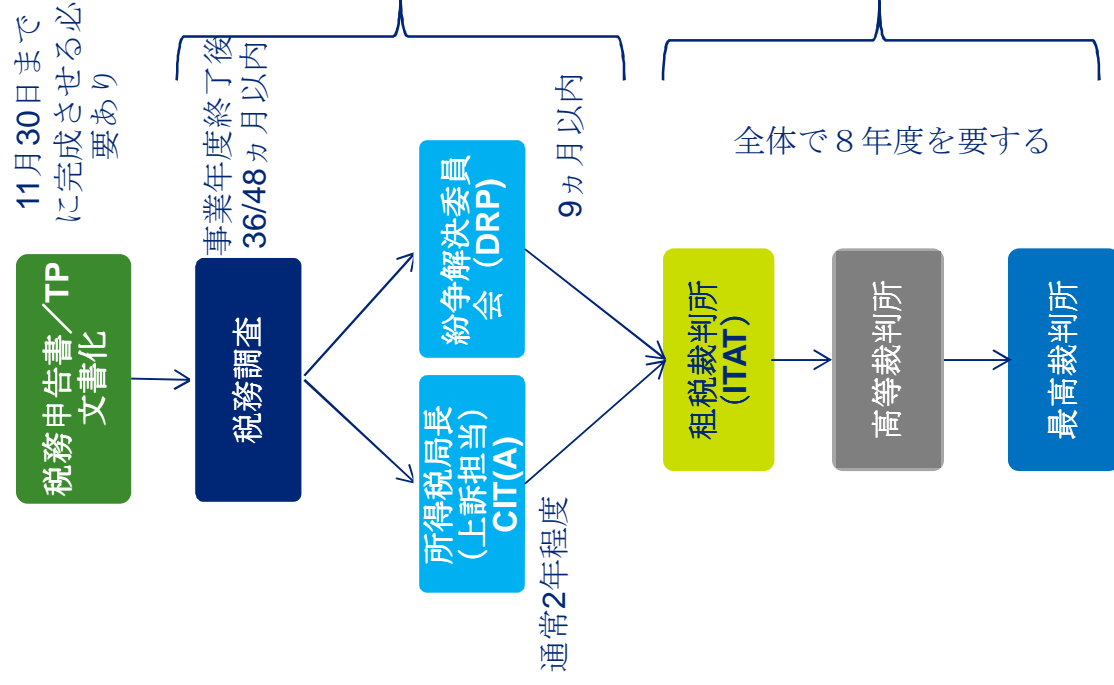 税務申告書／TP
文書化
11月30日まで
に完成させる必
要あり
税務調査
事業年度終了後
36/48ヵ月以内
所得税局長
（上訴担当）
CIT(A)
通常2年程度
紛争解決委員
会（DRP)
9ヵ月以内
租税裁判所
（ITAT）
高等裁判所
最高裁判所
全体で８年度を要する